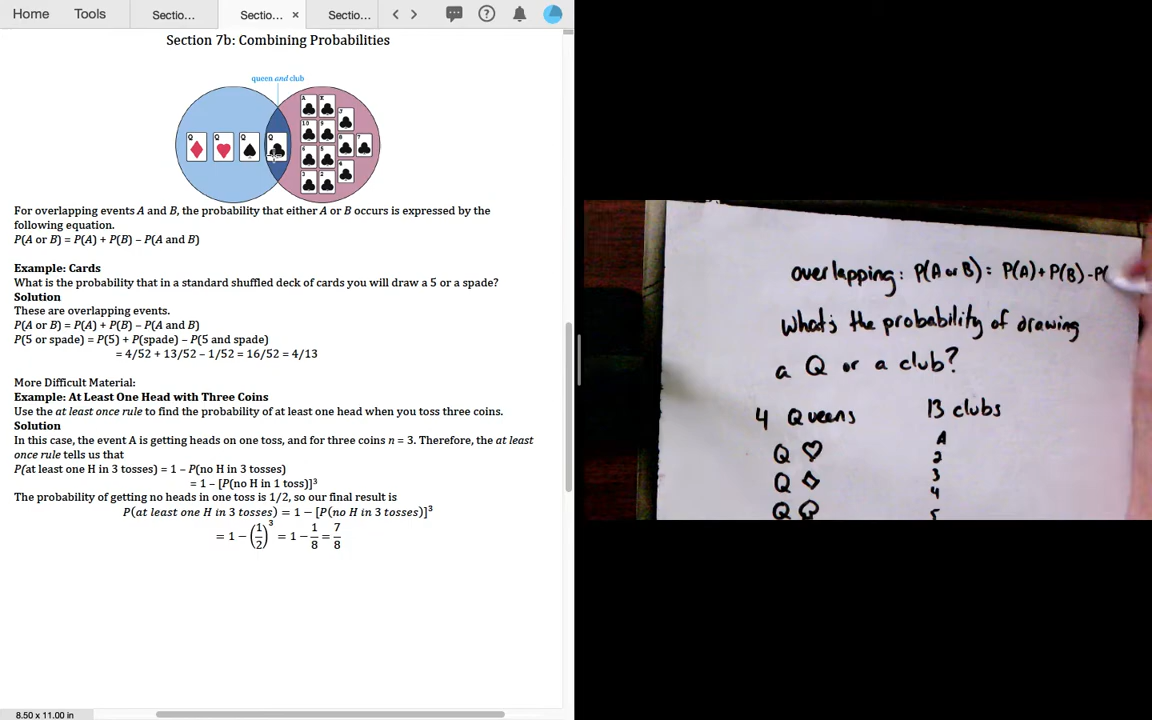 Home Tools Sectio... Sectio... × Sectio...
Section 7b: Combining Probabilities
queen and club
Q Q Q Q
A K
J
10 9
8 7
6 5
4
3 2
For overlapping events A and B, the probability that either A or B occurs is expressed by the
following equation.
P(A or B) = P(A) + P(B) – P(A and B)
Example: Cards
What is the probability that in a standard shuffled deck of cards you will draw a 5 or a spade?
Solution
These are overlapping events.
P(A or B) = P(A) + P(B) – P(A and B)
P(5 or spade) = P(5) + P(spade) – P(5 and spade)
= 4/52 + 13/52 – 1/52 = 16/52 = 4/13
More Difficult Material:
Example: At Least One Head with Three Coins
Use the at least once rule to find the probability of at least one head when you toss three coins.
Solution
In this case, the event A is getting heads on one toss, and for three coins n = 3. Therefore, the at least
once rule tells us that
P(at least one H in 3 tosses) = 1 – P(no H in 3 tosses)
= 1 – [P(no H in 1 toss)]³
The probability of getting no heads in one toss is 1/2, so our final result is
P(at least one H in 3 tosses) = 1 − [P(no H in 3 tosses)]³
= 1 − (1/2)³ = 1 − 1/8 = 7/8
8.50 x 11.00 in
overlapping: P(A or B) = P(A) + P(B) - P(
What's the probability of drawing
a Q or a club?
4 Queens 13 clubs
Q ♡ A
Q ♢ 2
Q ♤ 3
4
5